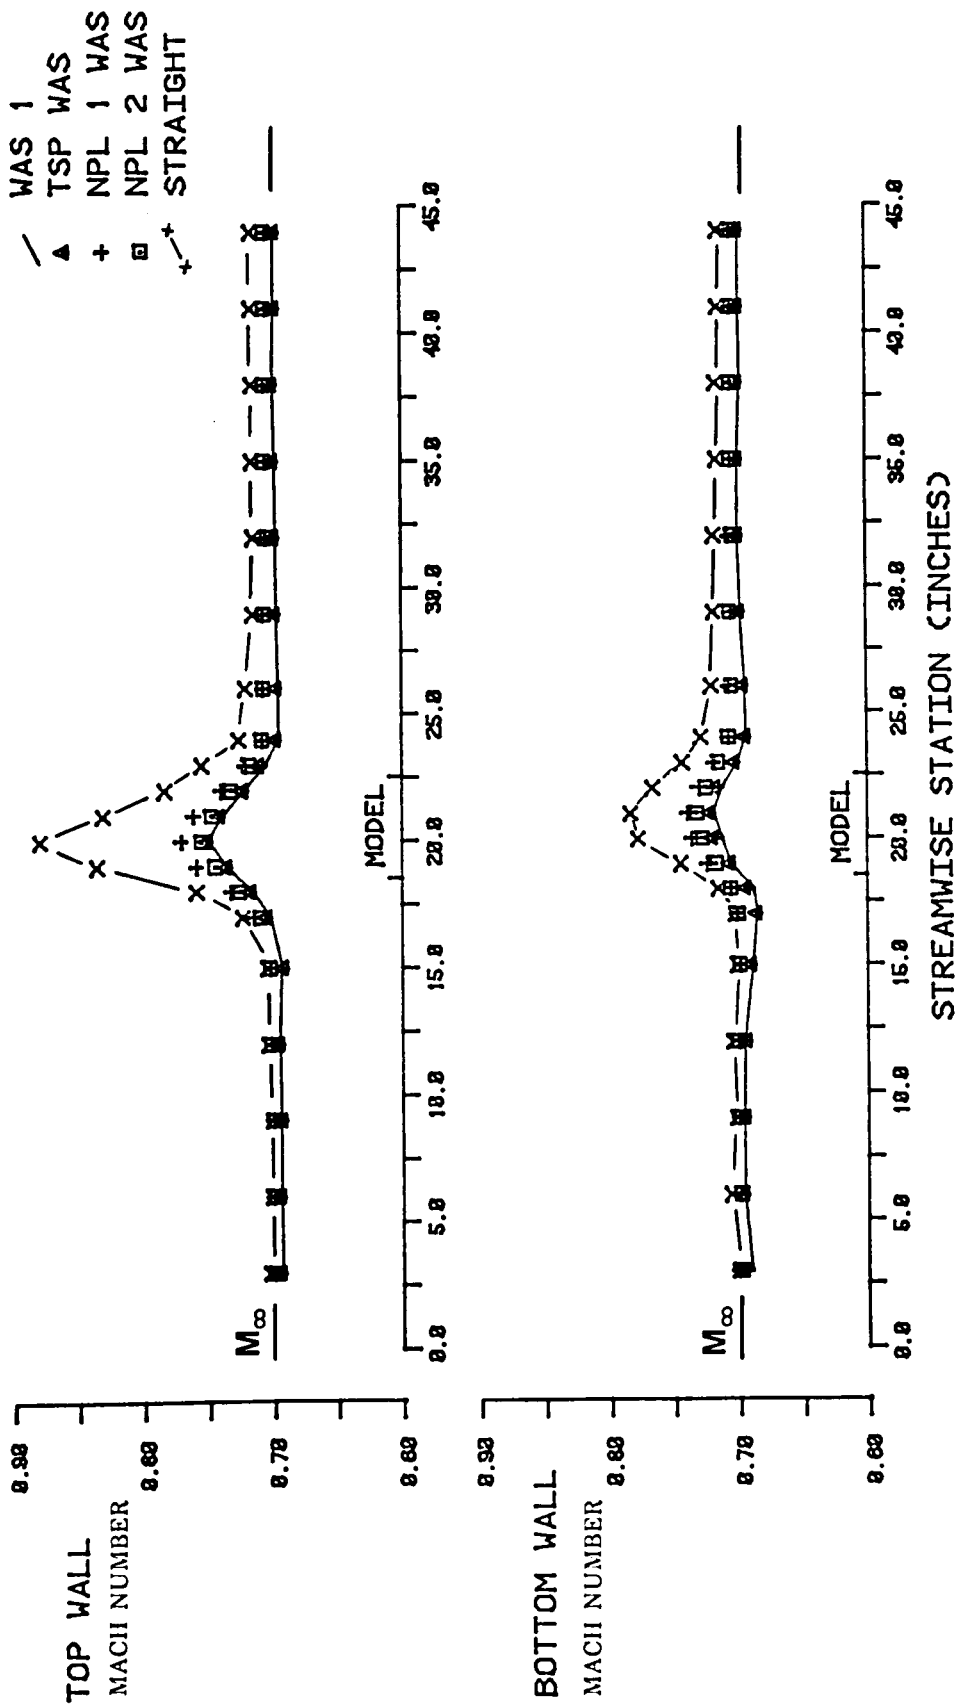 WAS 1
TSP WAS
NPL 1 WAS
NPL 2 WAS
STRAIGHT
TOP WALL
MACH NUMBER
0.90
0.80
0.70
0.60
M∞
MODEL
0.0 5.0 10.0 15.0 20.0 25.0 30.0 35.0 40.0 45.0
BOTTOM WALL
MACH NUMBER
0.90
0.80
0.70
0.60
M∞
MODEL
0.0 5.0 10.0 15.0 20.0 25.0 30.0 35.0 40.0 45.0
STREAMWISE STATION (INCHES)